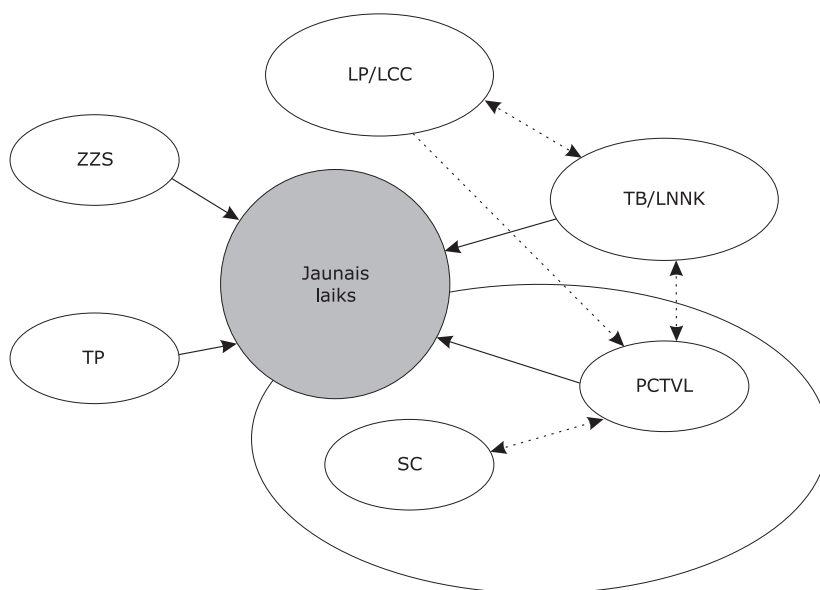 LP/LCC
ZZS
TB/LNNK
Jaunais
laiks
TP
PCTVL
SC